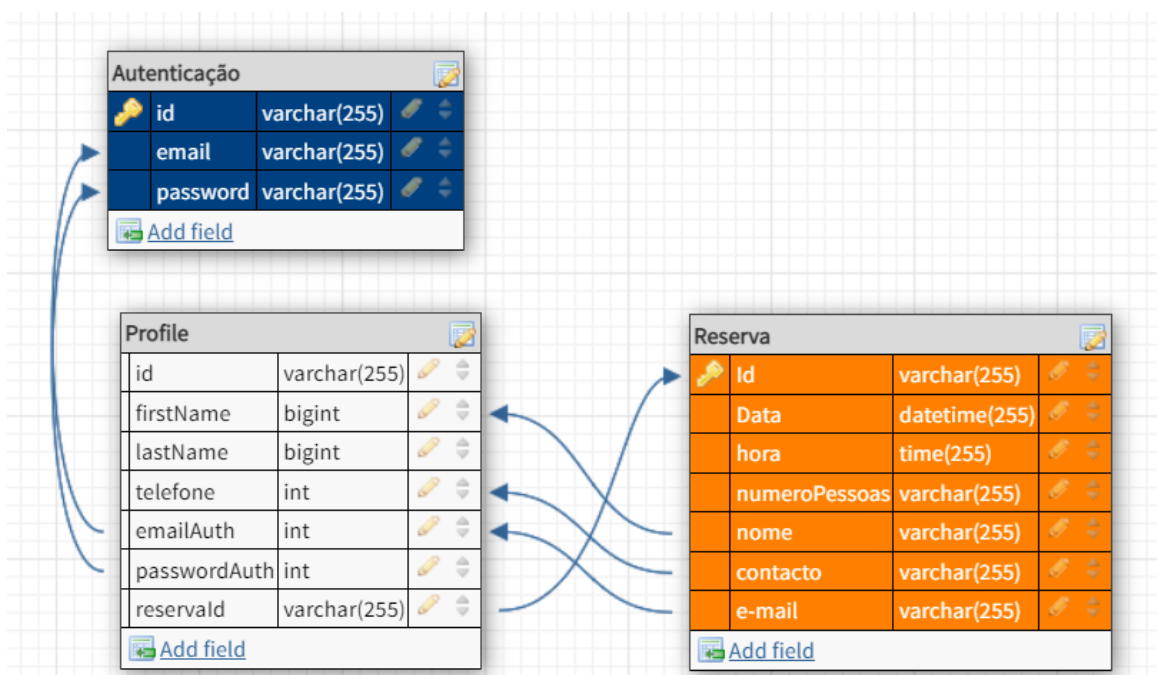 Autenticação
id varchar(255)
email varchar(255)
password varchar(255)
Add field
Profile
id varchar(255)
firstName bigint
lastName bigint
telefone int
emailAuth int
passwordAuth int
reservaId varchar(255)
Add field
Reserva
Id varchar(255)
Data datetime(255)
hora time(255)
numeroPessoas varchar(255)
nome varchar(255)
contacto varchar(255)
e-mail varchar(255)
Add field